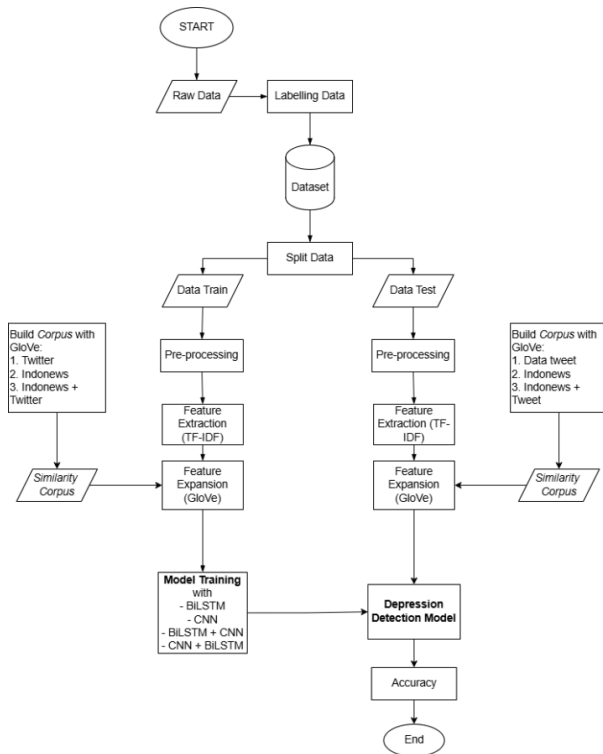 START
Raw Data
Labelling Data
Dataset
Split Data
Data Train
Data Test
Build Corpus with
GloVe:
1. Twitter
2. Indonews
3. Indonews +
Twitter
Pre-processing
Pre-processing
Build Corpus with
GloVe:
1. Data tweet
2. Indonews
3. Indonews +
Tweet
Feature
Extraction
(TF-IDF)
Feature
Extraction (TF-
IDF)
Similarity
Corpus
Feature
Expansion
(GloVe)
Feature
Expansion
(GloVe)
Similarity
Corpus
Model Training
with
- BiLSTM
- CNN
- BiLSTM + CNN
- CNN + BiLSTM
Depression
Detection Model
Accuracy
End